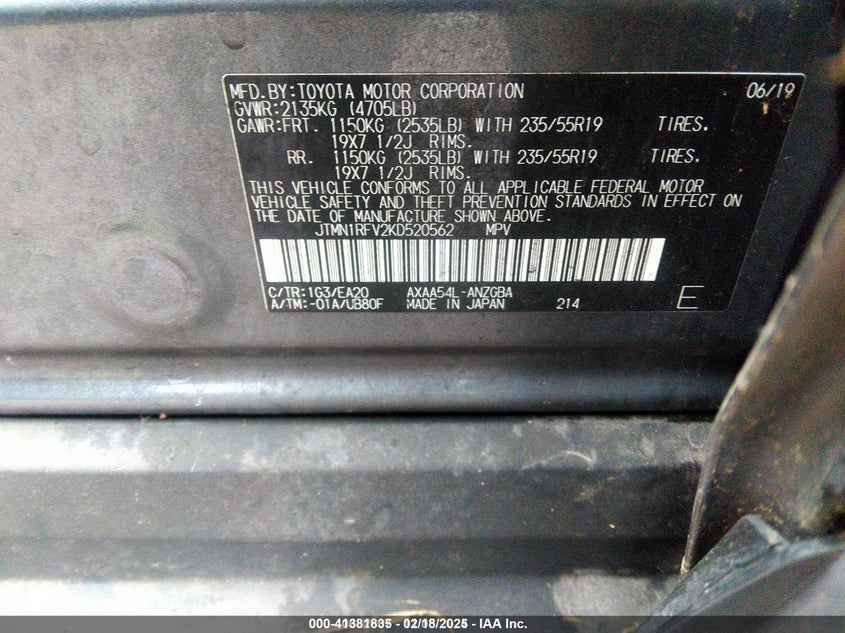 MFD.BY:TOYOTA MOTOR CORPORATION 06/19
GVWR:2135KG (4705LB)
GAWR:FRT. 1150KG (2535LB) WITH 235/55R19 TIRES.
19X7 1/2J RIMS.
RR. 1150KG (2535LB) WITH 235/55R19 TIRES.
19X7 1/2J RIMS.
THIS VEHICLE CONFORMS TO ALL APPLICABLE FEDERAL MOTOR
VEHICLE SAFETY AND THEFT PREVENTION STANDARDS IN EFFECT ON
THE DATE OF MANUFACTURE SHOWN ABOVE.
JTMN1RFV2KD520562 MPV
C/TR:1G3/EA20 AXAA54L-ANZGBA
A/TM:-01A/UB80F MADE IN JAPAN 214 E
000-41381835 - 02/18/2025 - IAA Inc.